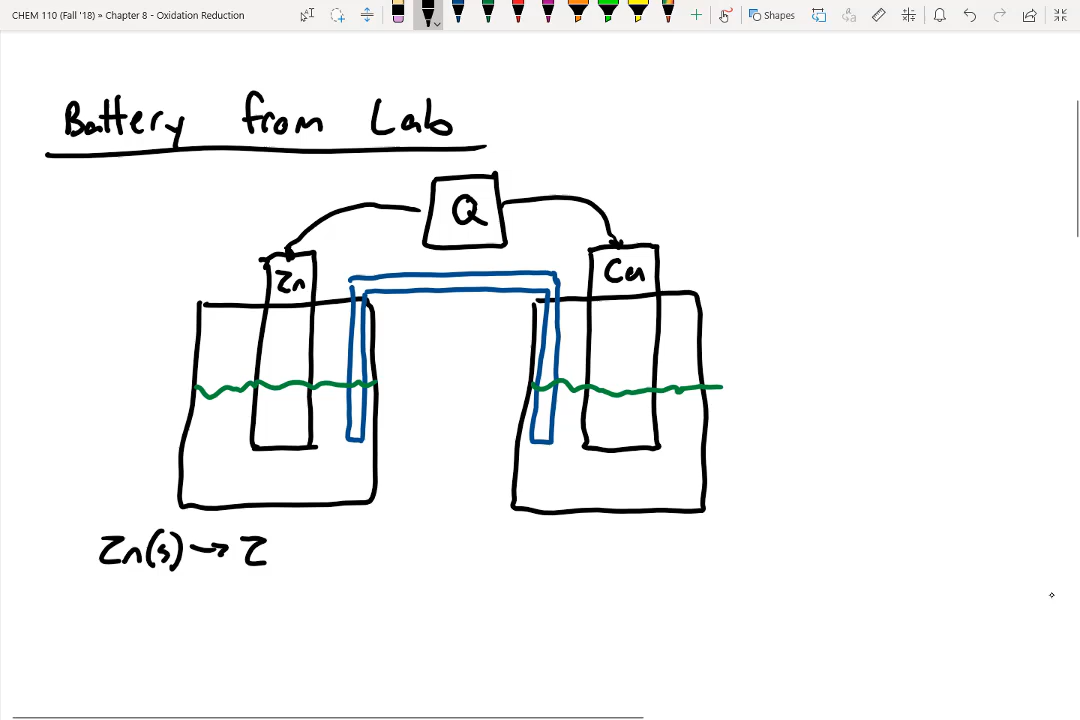 CHEM 110 (Fall '18) » Chapter 8 - Oxidation Reduction
Shapes
Battery from Lab
Q
Zn
Cu
Zn(s) → Z